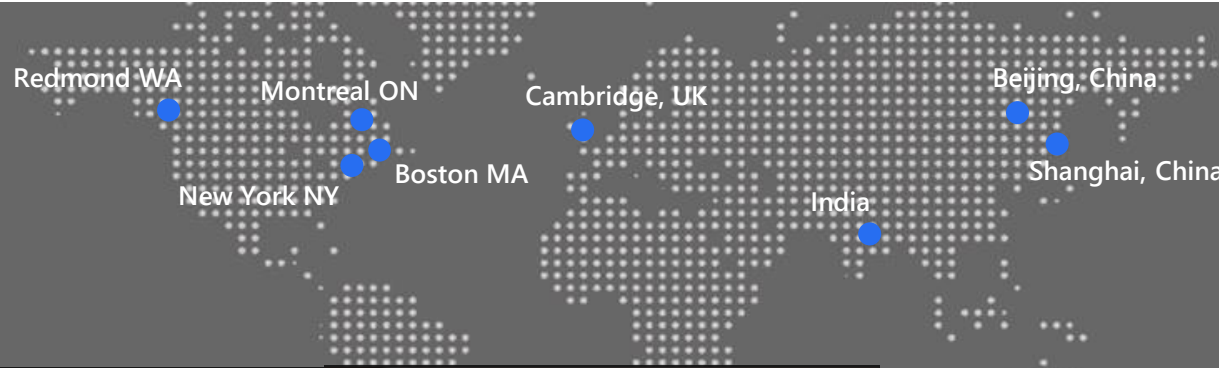 Redmond WA
Montreal ON
Cambridge, UK
Beijing, China
Boston MA
Shanghai, China
New York NY
India